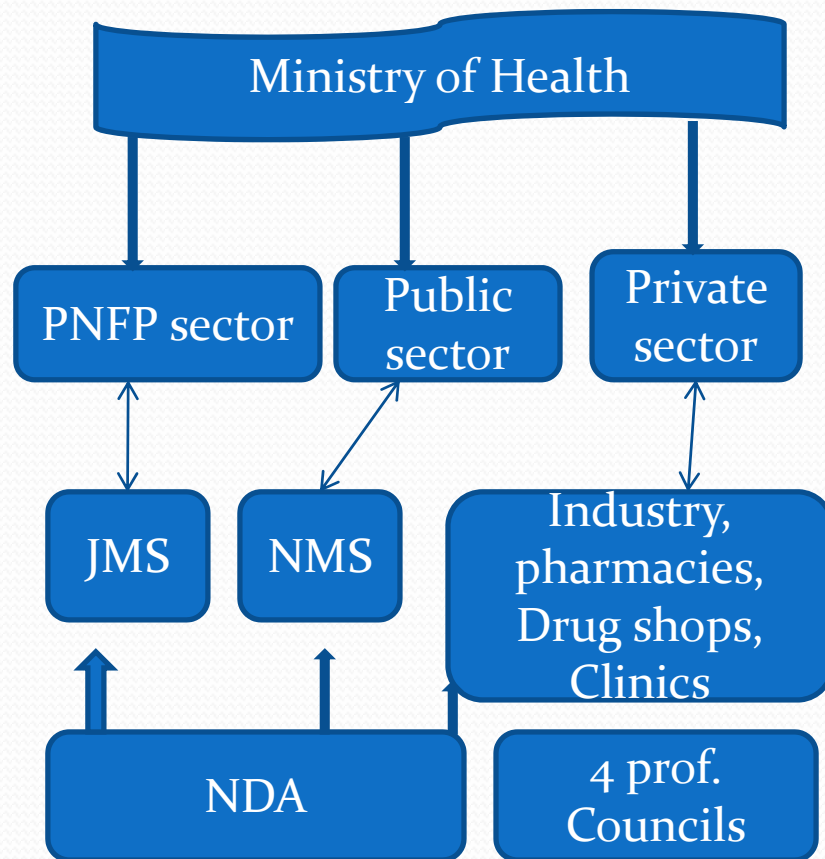 Ministry of Health
PNFP sector
Public
sector
Private
sector
JMS
NMS
Industry,
pharmacies,
Drug shops,
Clinics
NDA
4 prof.
Councils